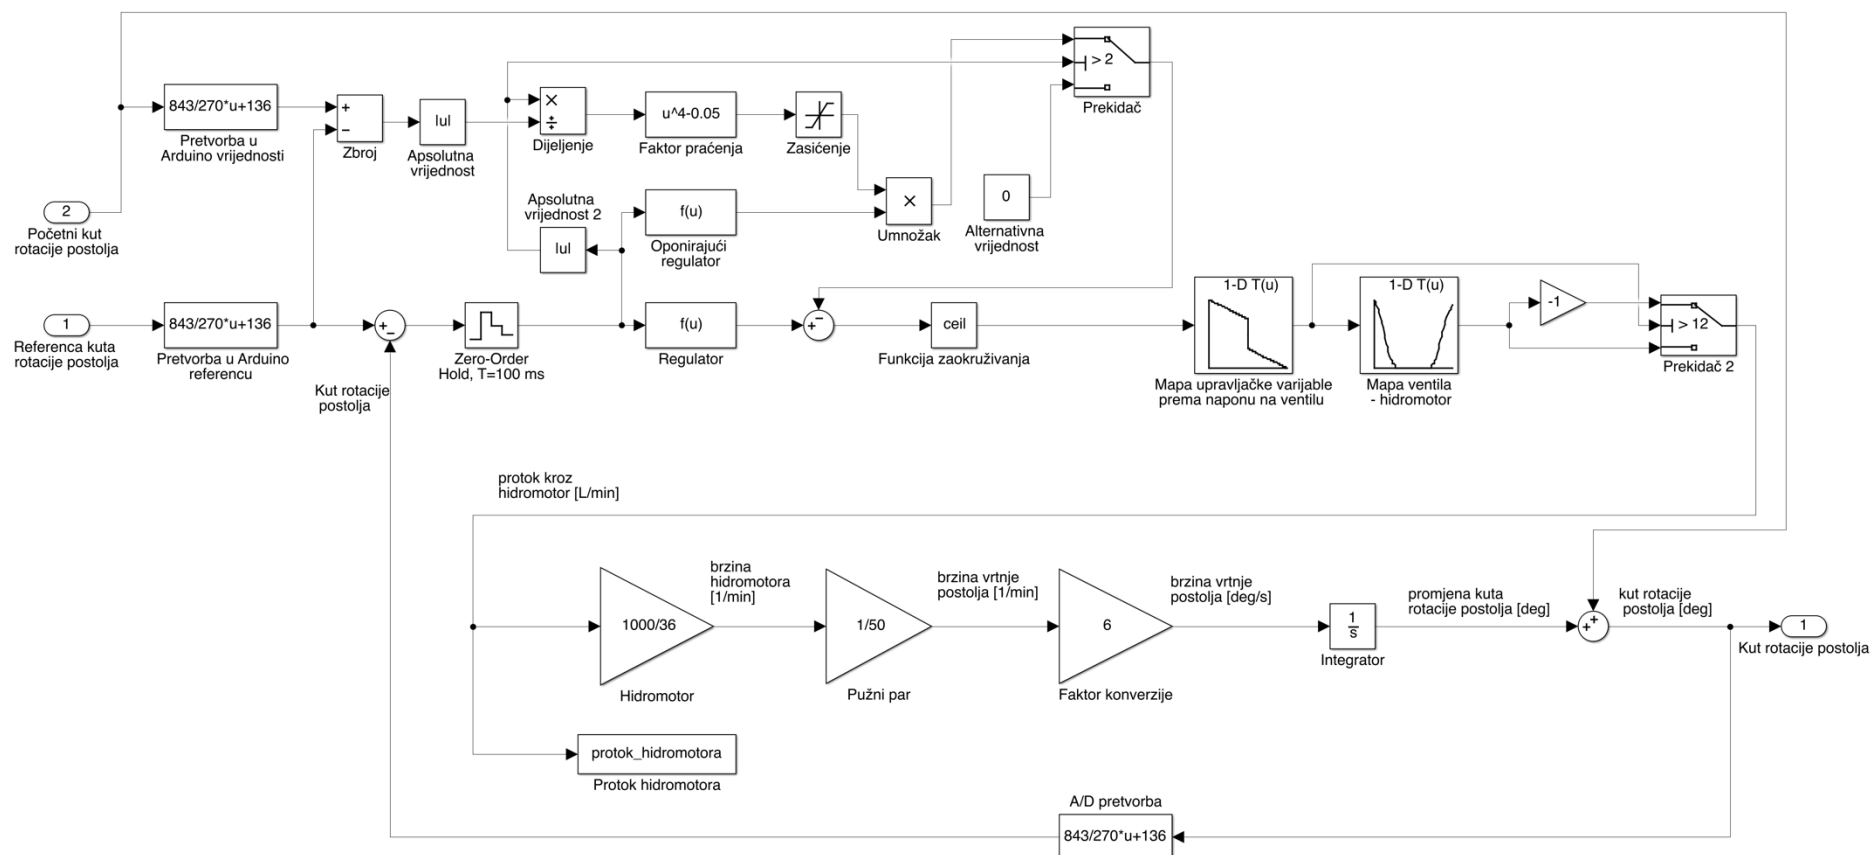 843/270*u+136
Pretvorba u
Arduino vrijednosti
+
−
Zbroj
|u|
Apsolutna
vrijednost
×
÷
Dijeljenje
u^4-0.05
Faktor praćenja
Zasićenje
> 2
Prekidač
2
Početni kut
rotacije postolja
Apsolutna
vrijednost 2
|u|
f(u)
Oponirajući
regulator
×
Umnožak
0
Alternativna
vrijednost
1
Referenca kuta
rotacije postolja
843/270*u+136
Pretvorba u Arduino
referencu
+
−
Kut rotacije
postolja
Zero-Order
Hold, T=100 ms
f(u)
Regulator
+
−
ceil
Funkcija zaokruživanja
1-D T(u)
Mapa upravljačke varijable
prema naponu na ventilu
1-D T(u)
Mapa ventila
- hidromotor
-1
> 12
Prekidač 2
protok kroz
hidromotor [L/min]
1000/36
Hidromotor
brzina
hidromotora
[1/min]
1/50
Pužni par
brzina vrtnje
postolja [1/min]
6
Faktor konverzije
brzina vrtnje
postolja [deg/s]
1
s
Integrator
promjena kuta
rotacije postolja [deg]
+
+
kut rotacije
postolja [deg]
1
Kut rotacije postolja
protok_hidromotora
Protok hidromotora
A/D pretvorba
843/270*u+136